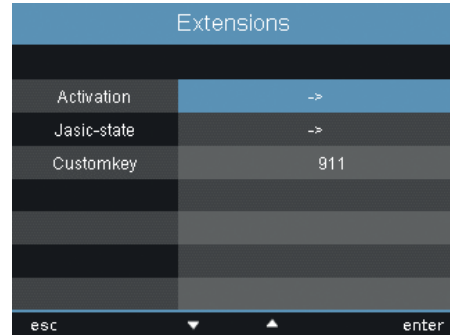 Extensions
Activation ->
Jasic-state ->
Customkey 911
esc ▼ ▲ enter